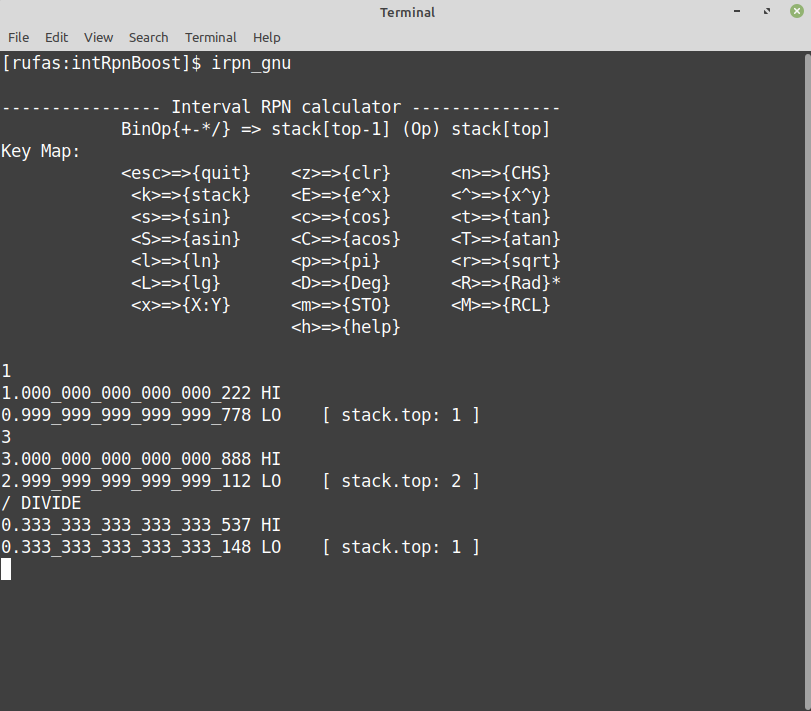 Terminal
File Edit View Search Terminal Help
[rufas:intRpnBoost]$ irpn_gnu
---------------- Interval RPN calculator ---------------
BinOp{+-*/} => stack[top-1] (Op) stack[top]
Key Map:
<esc>=>{quit} <z>=>{clr} <n>=>{CHS}
<k>=>{stack} <E>=>{e^x} <^>=>{x^y}
<s>=>{sin} <c>=>{cos} <t>=>{tan}
<S>=>{asin} <C>=>{acos} <T>=>{atan}
<l>=>{ln} <p>=>{pi} <r>=>{sqrt}
<L>=>{lg} <D>=>{Deg} <R>=>{Rad}*
<x>=>{X:Y} <m>=>{STO} <M>=>{RCL}
<h>=>{help}
1
1.000_000_000_000_000_222 HI
0.999_999_999_999_999_778 LO [ stack.top: 1 ]
3
3.000_000_000_000_000_888 HI
2.999_999_999_999_999_112 LO [ stack.top: 2 ]
/ DIVIDE
0.333_333_333_333_333_537 HI
0.333_333_333_333_333_148 LO [ stack.top: 1 ]